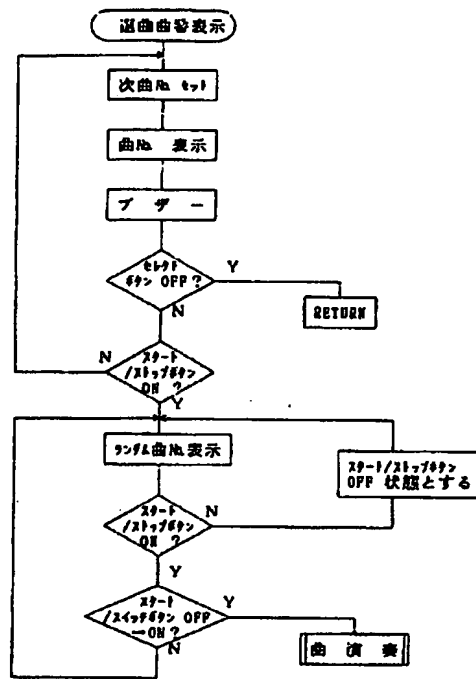 選曲曲番表示
次曲No. セット
曲No. 表示
ブ ザ ー
セレクト
ボタン OFF ?
Y
N
RETURN
スタート
/ストップボタン
ON ?
N
Y
ランダム曲No.表示
スタート/ストップボタン
OFF 状態とする
スタート
/ストップボタン
ON ?
N
Y
スタート
/スイッチボタン OFF
→ON ?
Y
N
曲 演 奏